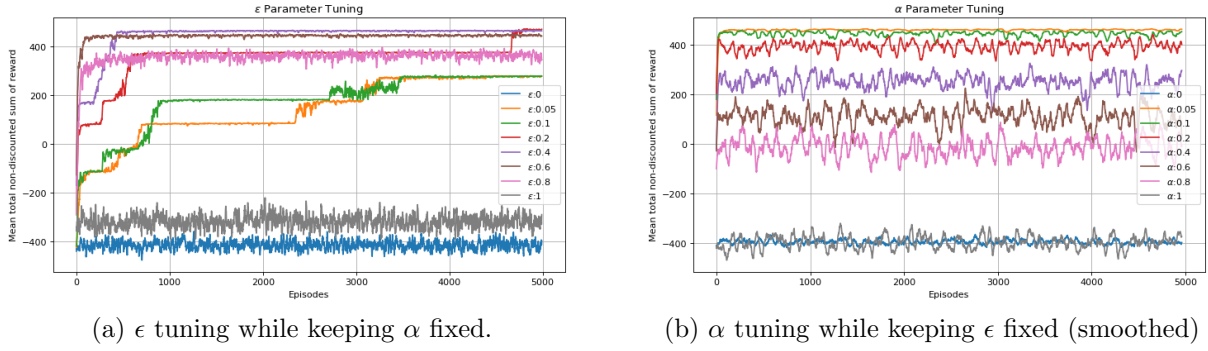 ε Parameter Tuning
Mean total non-discounted sum of reward
400
200
0
−200
−400
0
1000
2000
3000
4000
5000
Episodes
ε:0
ε:0.05
ε:0.1
ε:0.2
ε:0.4
ε:0.6
ε:0.8
ε:1
(a) ϵ tuning while keeping α fixed.
α Parameter Tuning
Mean total non-discounted sum of reward
400
200
0
−200
−400
0
1000
2000
3000
4000
5000
Episodes
α:0
α:0.05
α:0.1
α:0.2
α:0.4
α:0.6
α:0.8
α:1
(b) α tuning while keeping ϵ fixed (smoothed)